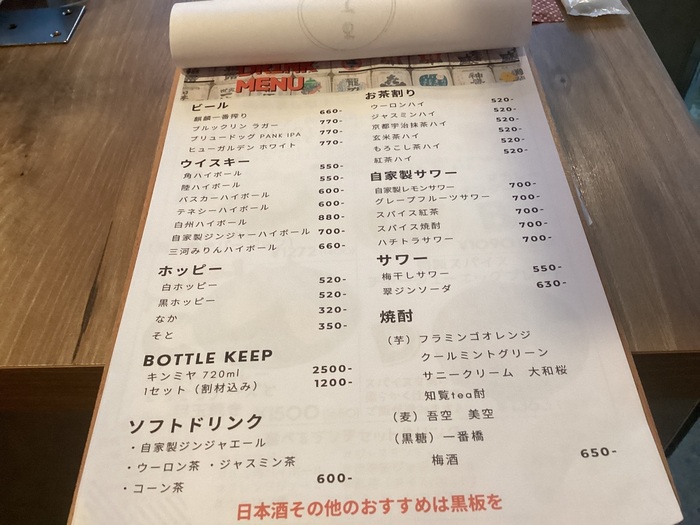 DRINK
MENU
ビール
麒麟一番搾り 660-
ブルックリン ラガー 770-
ブリュードッグ PANK IPA 770-
ヒューガルデン ホワイト 770-
ウイスキー
角ハイボール 550-
陸ハイボール 550-
バスカーハイボール 600-
テネシーハイボール 600-
白州ハイボール 880-
自家製ジンジャーハイボール 700-
三河みりんハイボール 660-
ホッピー
白ホッピー 520-
黒ホッピー 520-
なか 320-
そと 350-
BOTTLE KEEP
キンミヤ 720ml 2500-
1セット（割材込み） 1200-
ソフトドリンク
・自家製ジンジャエール
・ウーロン茶 ・ジャスミン茶
・コーン茶 600-
お茶割り
ウーロンハイ 520-
ジャスミンハイ 520-
京都宇治抹茶ハイ 520-
玄米茶ハイ 520-
もろこし茶ハイ 520-
紅茶ハイ
自家製サワー
自家製レモンサワー 700-
グレープフルーツサワー 700-
スパイス紅茶 700-
スパイス焼酎 700-
ハチトラサワー 700-
サワー
梅干しサワー 550-
翠ジンソーダ 630-
焼酎
（芋）フラミンゴオレンジ
クールミントグリーン
サニークリーム 大和桜
知覧tea酎
（麦）吾空 美空
（黒糖）一番橋
梅酒 650-
日本酒その他のおすすめは黒板を